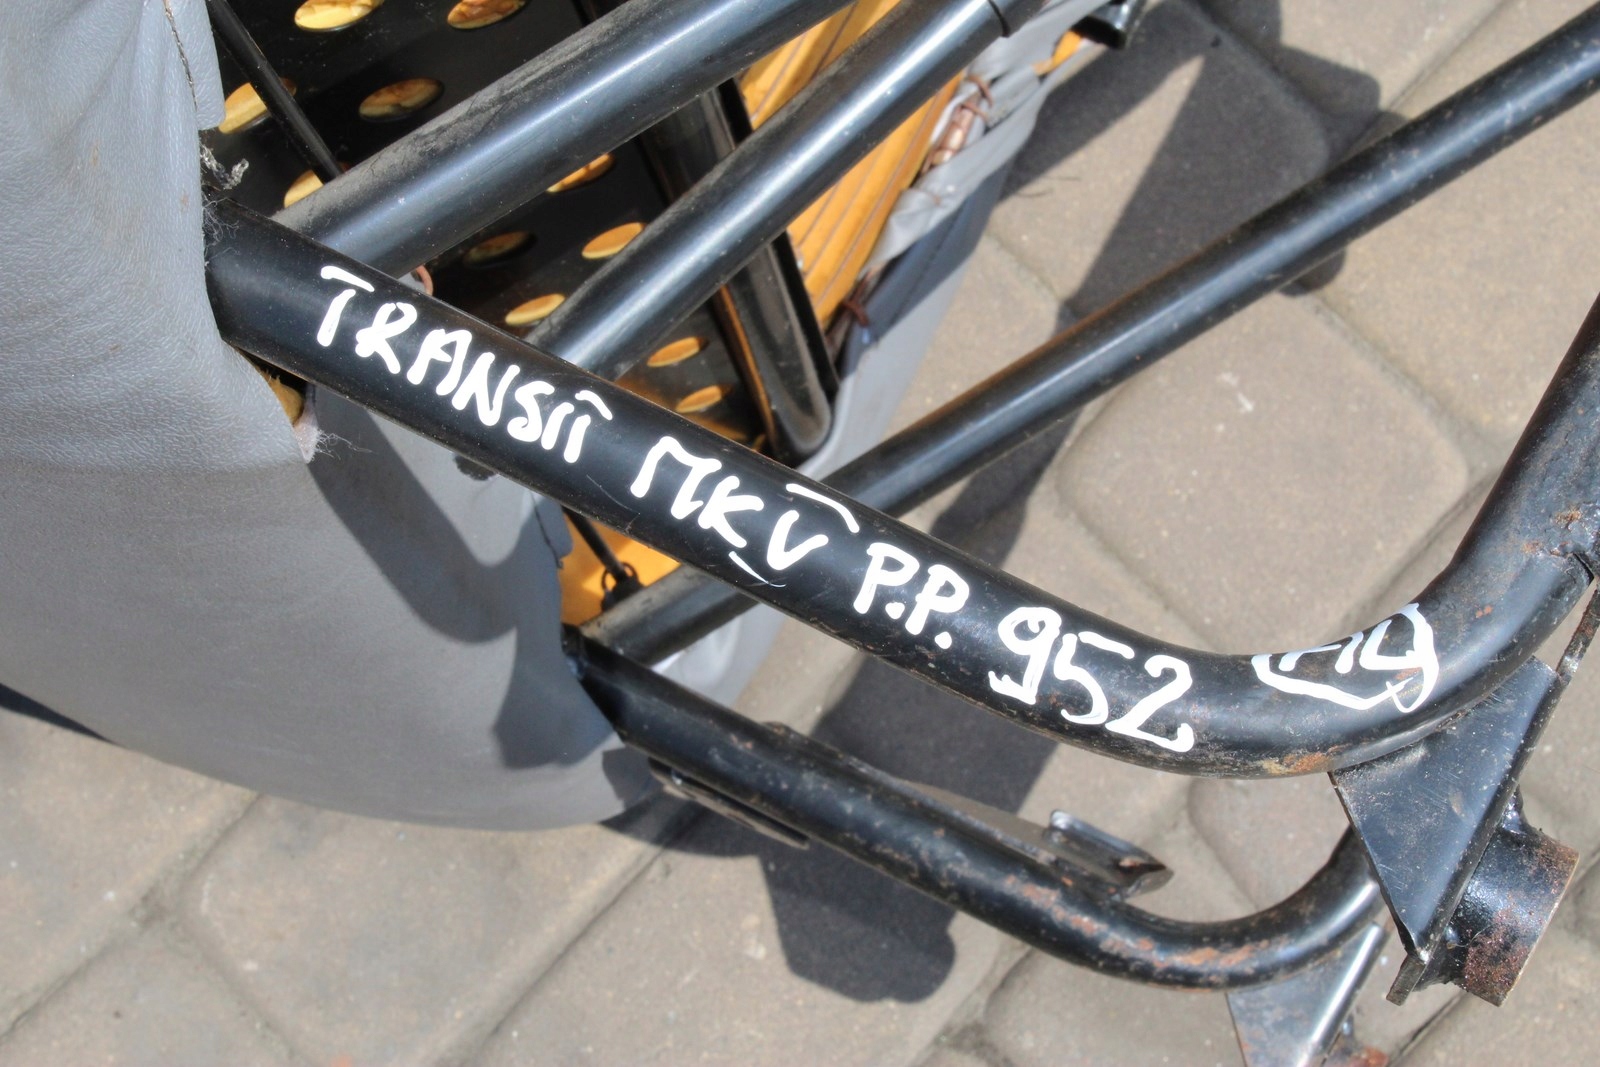 TRANSIT MKV P.P. 952